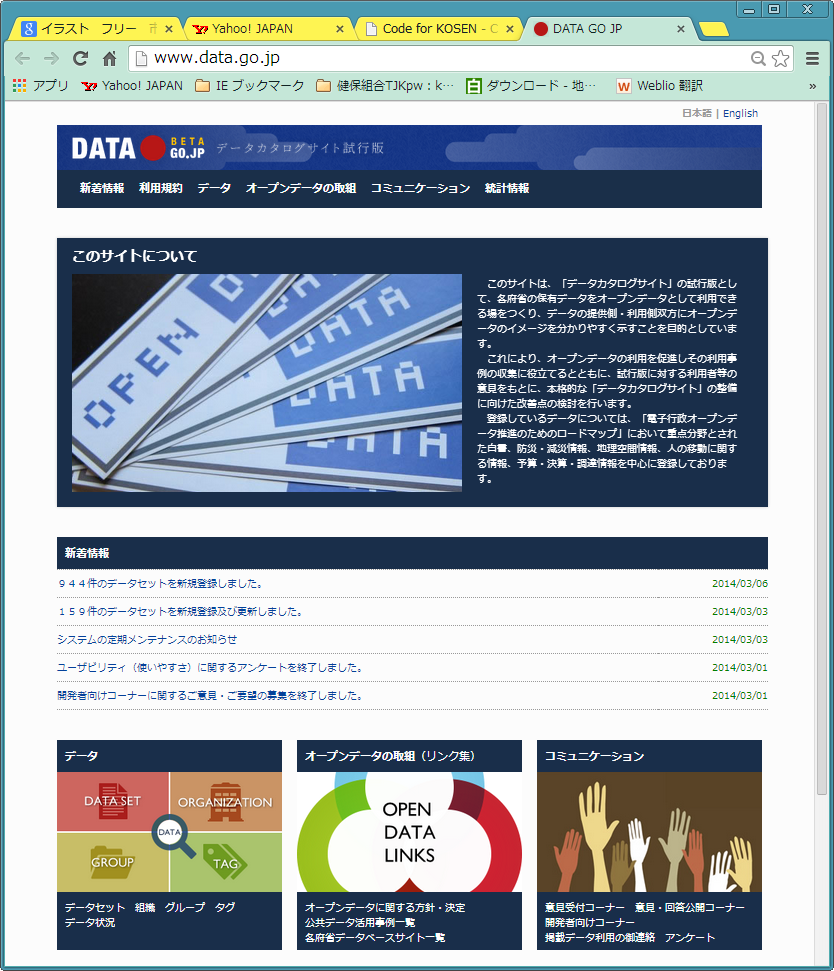 イラスト　フリー
Yahoo! JAPAN
Code for KOSEN - C
DATA GO JP
www.data.go.jp
アプリ
Yahoo! JAPAN
IE ブックマーク
健保組合TJKpw：k…
ダウンロード - 地…
Weblio 翻訳
»
日本語 | English
DATA GO.JP BETA データカタログサイト試行版
新着情報 利用規約 データ オープンデータの取組 コミュニケーション 統計情報
このサイトについて
OPEN DATA
DATA
DATA
DATA
DATA
このサイトは、「データカタログサイト」の試行版とし
て、各府省の保有データをオープンデータとして利用でき
る場をつくり、データの提供側・利用側双方にオープンデ
ータのイメージを分かりやすく示すことを目的としていま
す。
これにより、オープンデータの利用を促進しその利用事
例の収集に役立てるとともに、試行版に対する利用者等の
意見をもとに、本格的な「データカタログサイト」の整備
に向けた改善点の検討を行います。
登録しているデータについては、「電子行政オープンデ
ータ推進のためのロードマップ」において重点分野とされ
た白書、防災・減災情報、地理空間情報、人の移動に関す
る情報、予算・決算・調達情報を中心に登録しておりま
す。
新着情報
９４４件のデータセットを新規登録しました。 2014/03/06
１５９件のデータセットを新規登録及び更新しました。 2014/03/03
システムの定期メンテナンスのお知らせ 2014/03/03
ユーザビリティ（使いやすさ）に関するアンケートを終了しました。 2014/03/01
開発者向けコーナーに関するご意見・ご要望の募集を終了しました。 2014/03/01
データ
DATA SET
ORGANIZATION
DATA
GROUP
TAG
データセット　組織　グループ　タグ
データ状況
オープンデータの取組（リンク集）
OPEN
DATA
LINKS
オープンデータに関する方針・決定
公共データ活用事例一覧
各府省データベースサイト一覧
コミュニケーション
意見受付コーナー　意見・回答公開コーナー
開発者向けコーナー
掲載データ利用の御連絡　アンケート